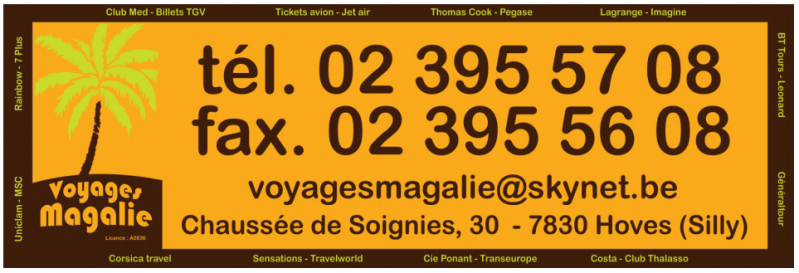 Club Med - Billets TGV
Tickets avion - Jet air
Thomas Cook - Pegase
Lagrange - Imagine
Rainbow - 7 Plus
Uniclam - MSC
tél. 02 395 57 08
fax. 02 395 56 08
voyagesmagalie@skynet.be
Chaussée de Soignies, 30 - 7830 Hoves (Silly)
voyages
Magalie
Licence : A5836
BT Tours - Leonard
Généraltour
Corsica travel
Sensations - Travelworld
Cie Ponant - Transeurope
Costa - Club Thalasso